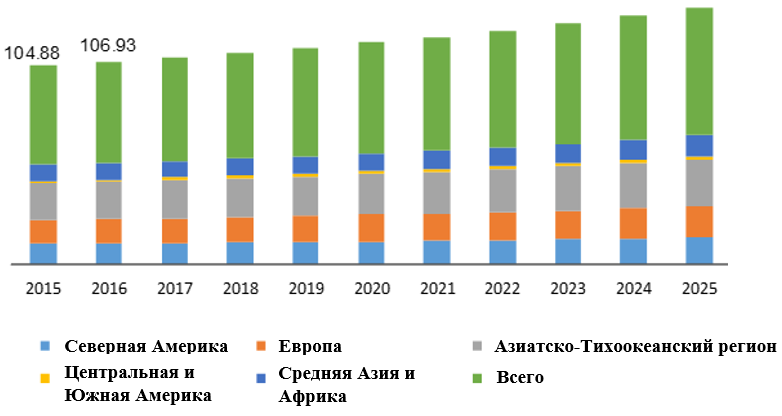 104.88
106.93
2015 2016 2017 2018 2019 2020 2021 2022 2023 2024 2025
Северная Америка
Европа
Азиатско-Тихоокеанский регион
Центральная и
Южная Америка
Средняя Азия и
Африка
Всего